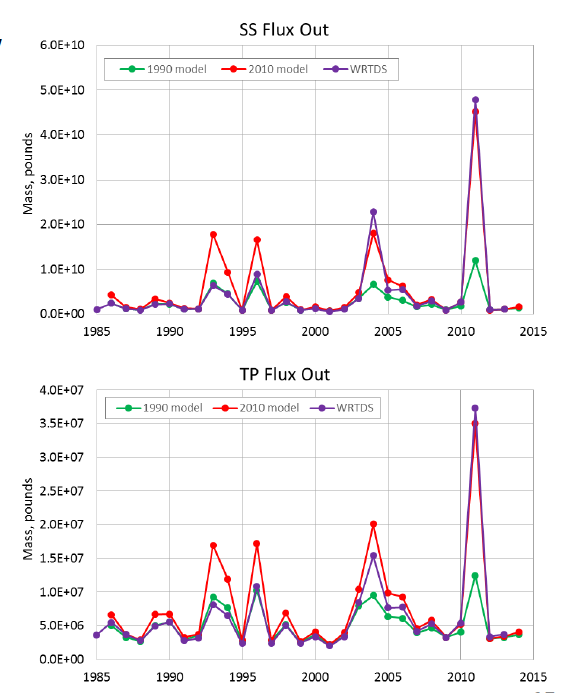 SS Flux Out
6.0E+10
1990 model 2010 model WRTDS
5.0E+10
4.0E+10
Mass, pounds
3.0E+10
2.0E+10
1.0E+10
0.0E+00
1985 1990 1995 2000 2005 2010 2015
TP Flux Out
4.0E+07
1990 model 2010 model WRTDS
3.5E+07
3.0E+07
2.5E+07
Mass, pounds
2.0E+07
1.5E+07
1.0E+07
5.0E+06
0.0E+00
1985 1990 1995 2000 2005 2010 2015